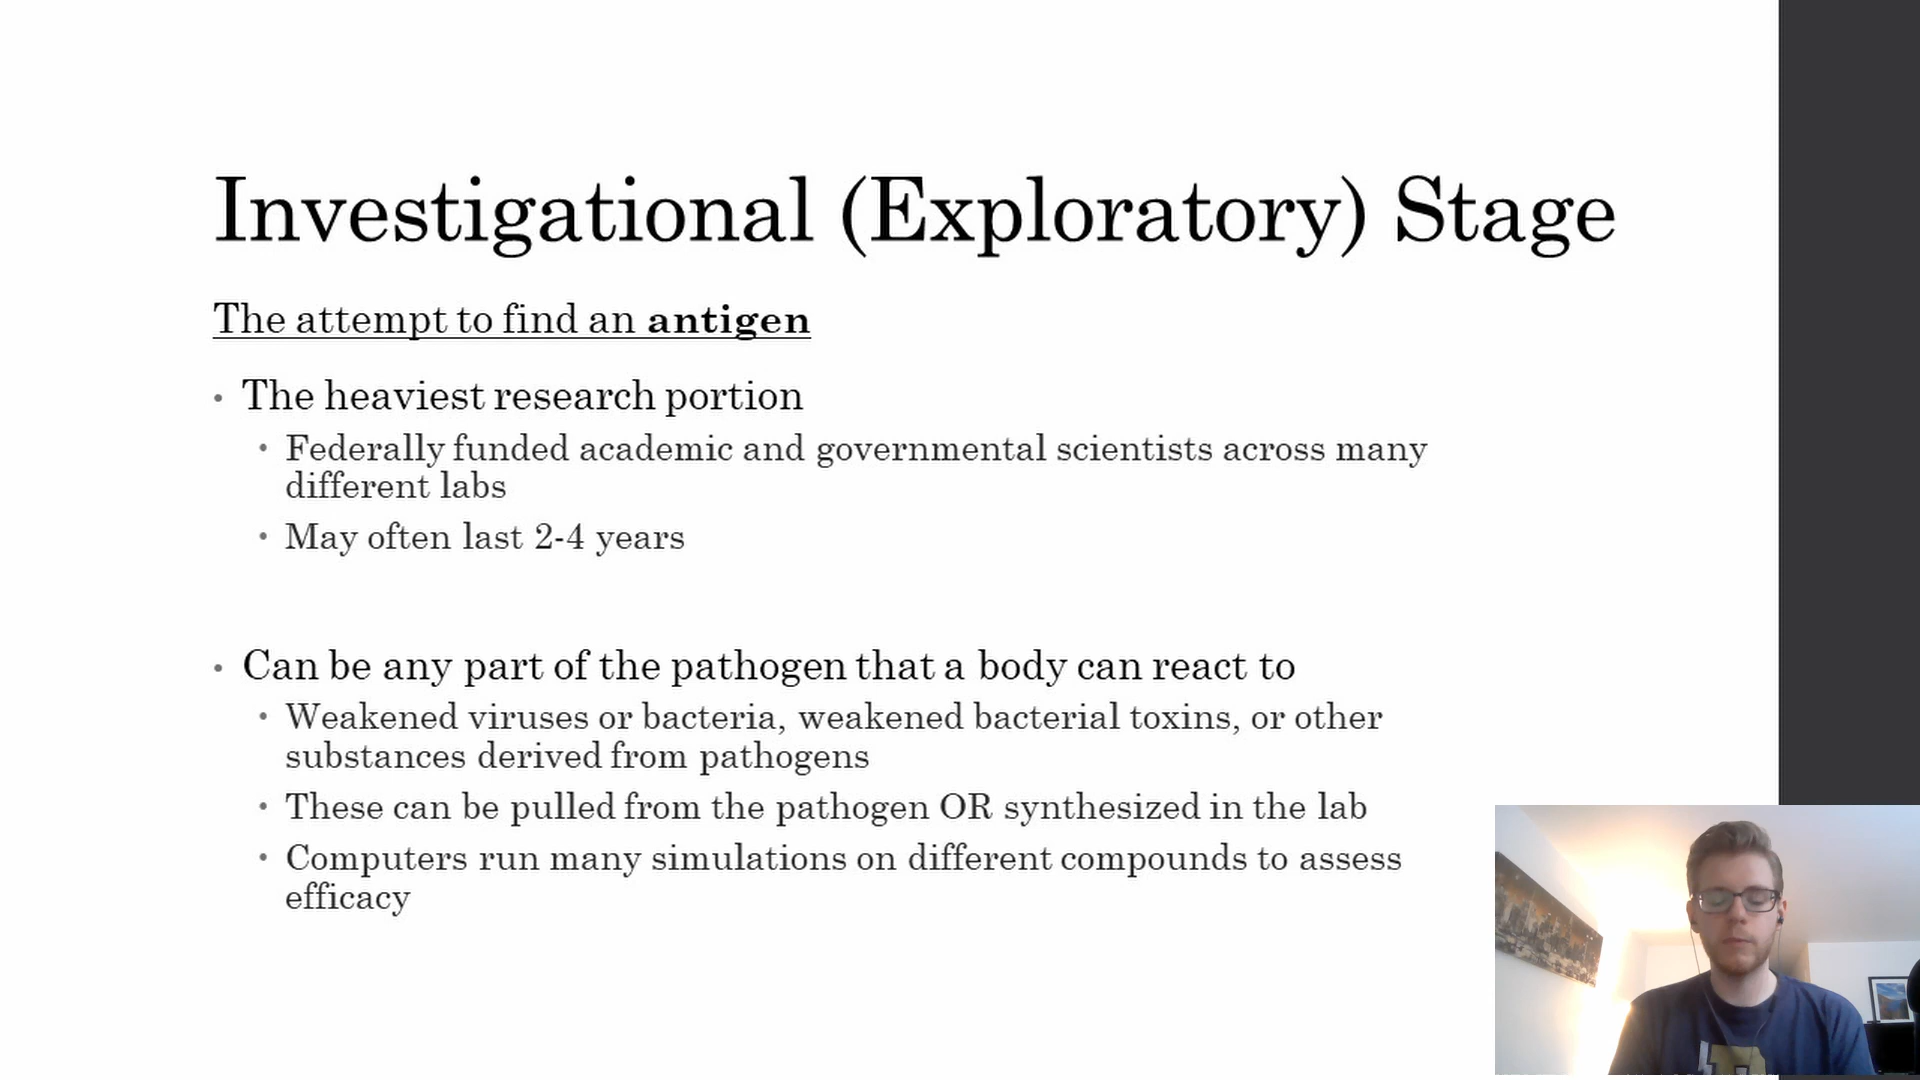 Investigational (Exploratory) Stage
The attempt to find an antigen
• The heaviest research portion
• Federally funded academic and governmental scientists across many
different labs
• May often last 2-4 years
• Can be any part of the pathogen that a body can react to
• Weakened viruses or bacteria, weakened bacterial toxins, or other
substances derived from pathogens
• These can be pulled from the pathogen OR synthesized in the lab
• Computers run many simulations on different compounds to assess
efficacy